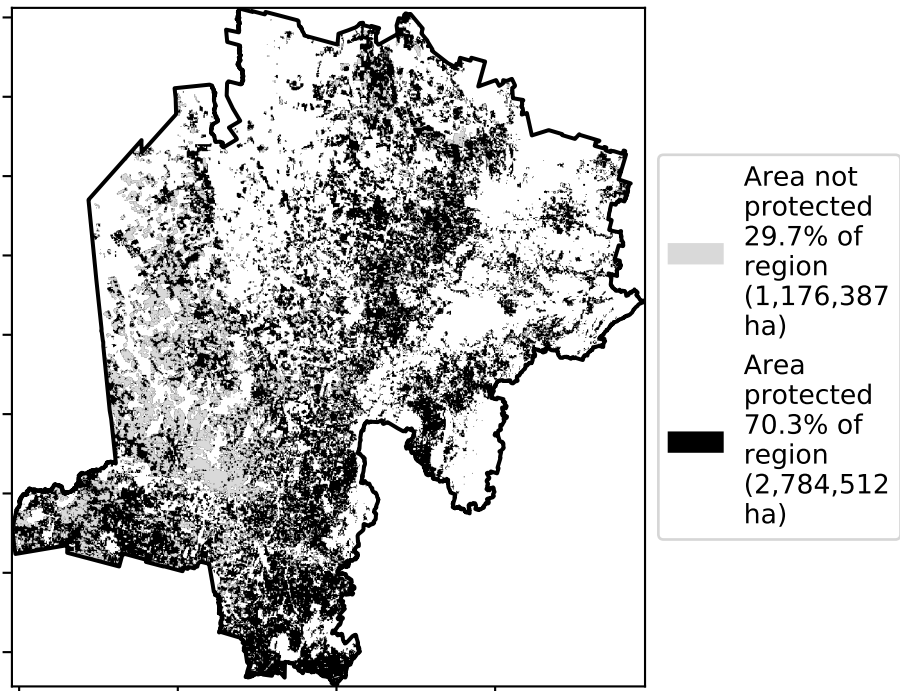 Area not
protected
29.7% of
region
(1,176,387
ha)
Area
protected
70.3% of
region
(2,784,512
ha)